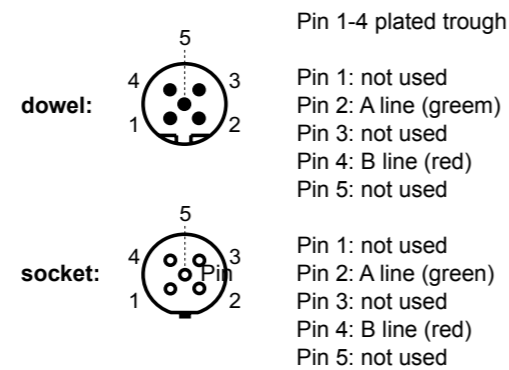 Pin 1-4 plated trough
5
4 3
dowel:
1 2
Pin 1: not used
Pin 2: A line (greem)
Pin 3: not used
Pin 4: B line (red)
Pin 5: not used
5
4 3
socket: Pin
1 2
Pin 1: not used
Pin 2: A line (green)
Pin 3: not used
Pin 4: B line (red)
Pin 5: not used